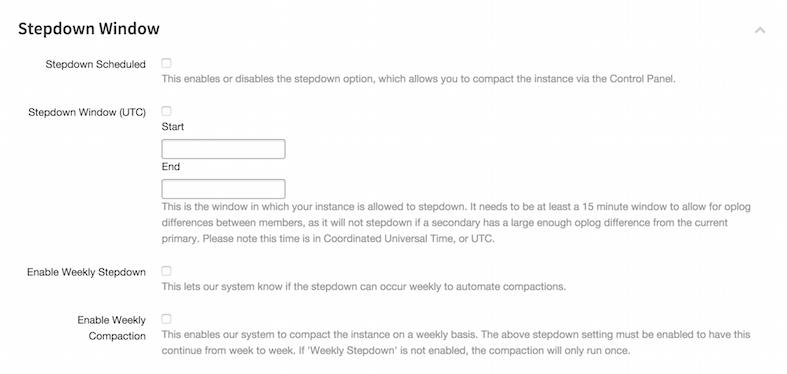 Stepdown Window
Stepdown Scheduled
This enables or disables the stepdown option, which allows you to compact the instance via the Control Panel.
Stepdown Window (UTC)
Start
End
This is the window in which your instance is allowed to stepdown. It needs to be at least a 15 minute window to allow for oplog
differences between members, as it will not stepdown if a secondary has a large enough oplog difference from the current
primary. Please note this time is in Coordinated Universal Time, or UTC.
Enable Weekly Stepdown
This lets our system know if the stepdown can occur weekly to automate compactions.
Enable Weekly
Compaction
This enables our system to compact the instance on a weekly basis. The above stepdown setting must be enabled to have this
continue from week to week. If 'Weekly Stepdown' is not enabled, the compaction will only run once.